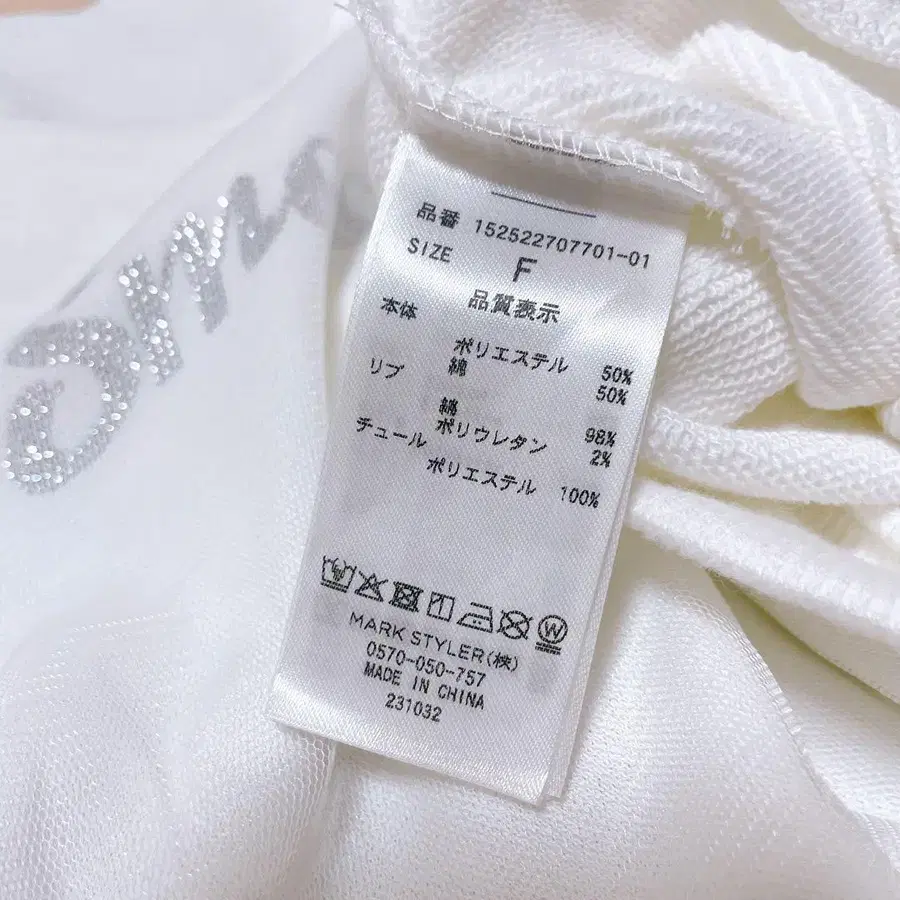 品番 152522707701-01
SIZE F
品質表示
本体
ポリエステル 50%
綿 50%
リブ
綿 98%
ポリウレタン 2%
チュール
ポリエステル 100%
MARK STYLER(株)
0570-050-757
MADE IN CHINA
231032